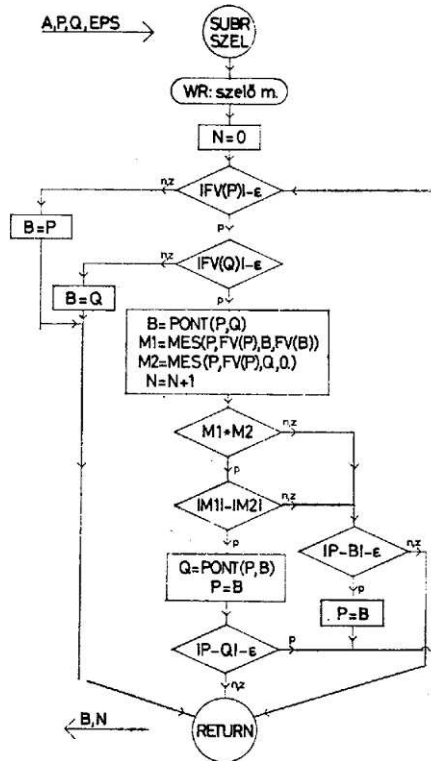 A,P,Q,EPS
SUBR
SZEL
WR: szelő m.
N=0
n,z
|FV(P)|-ε
B=P
p
n,z
|FV(Q)|-ε
B=Q
p
B=PONT(P,Q)
M1=MES(P,FV(P),B,FV(B))
M2=MES(P,FV(P),Q,0.)
N=N+1
M1*M2
n,z
p
|M1|-|M2|
n,z
p
|P-B|-ε
n,z
Q=PONT(P,B)
P=B
p
P=B
|P-Q|-ε
p
n,z
B,N
RETURN